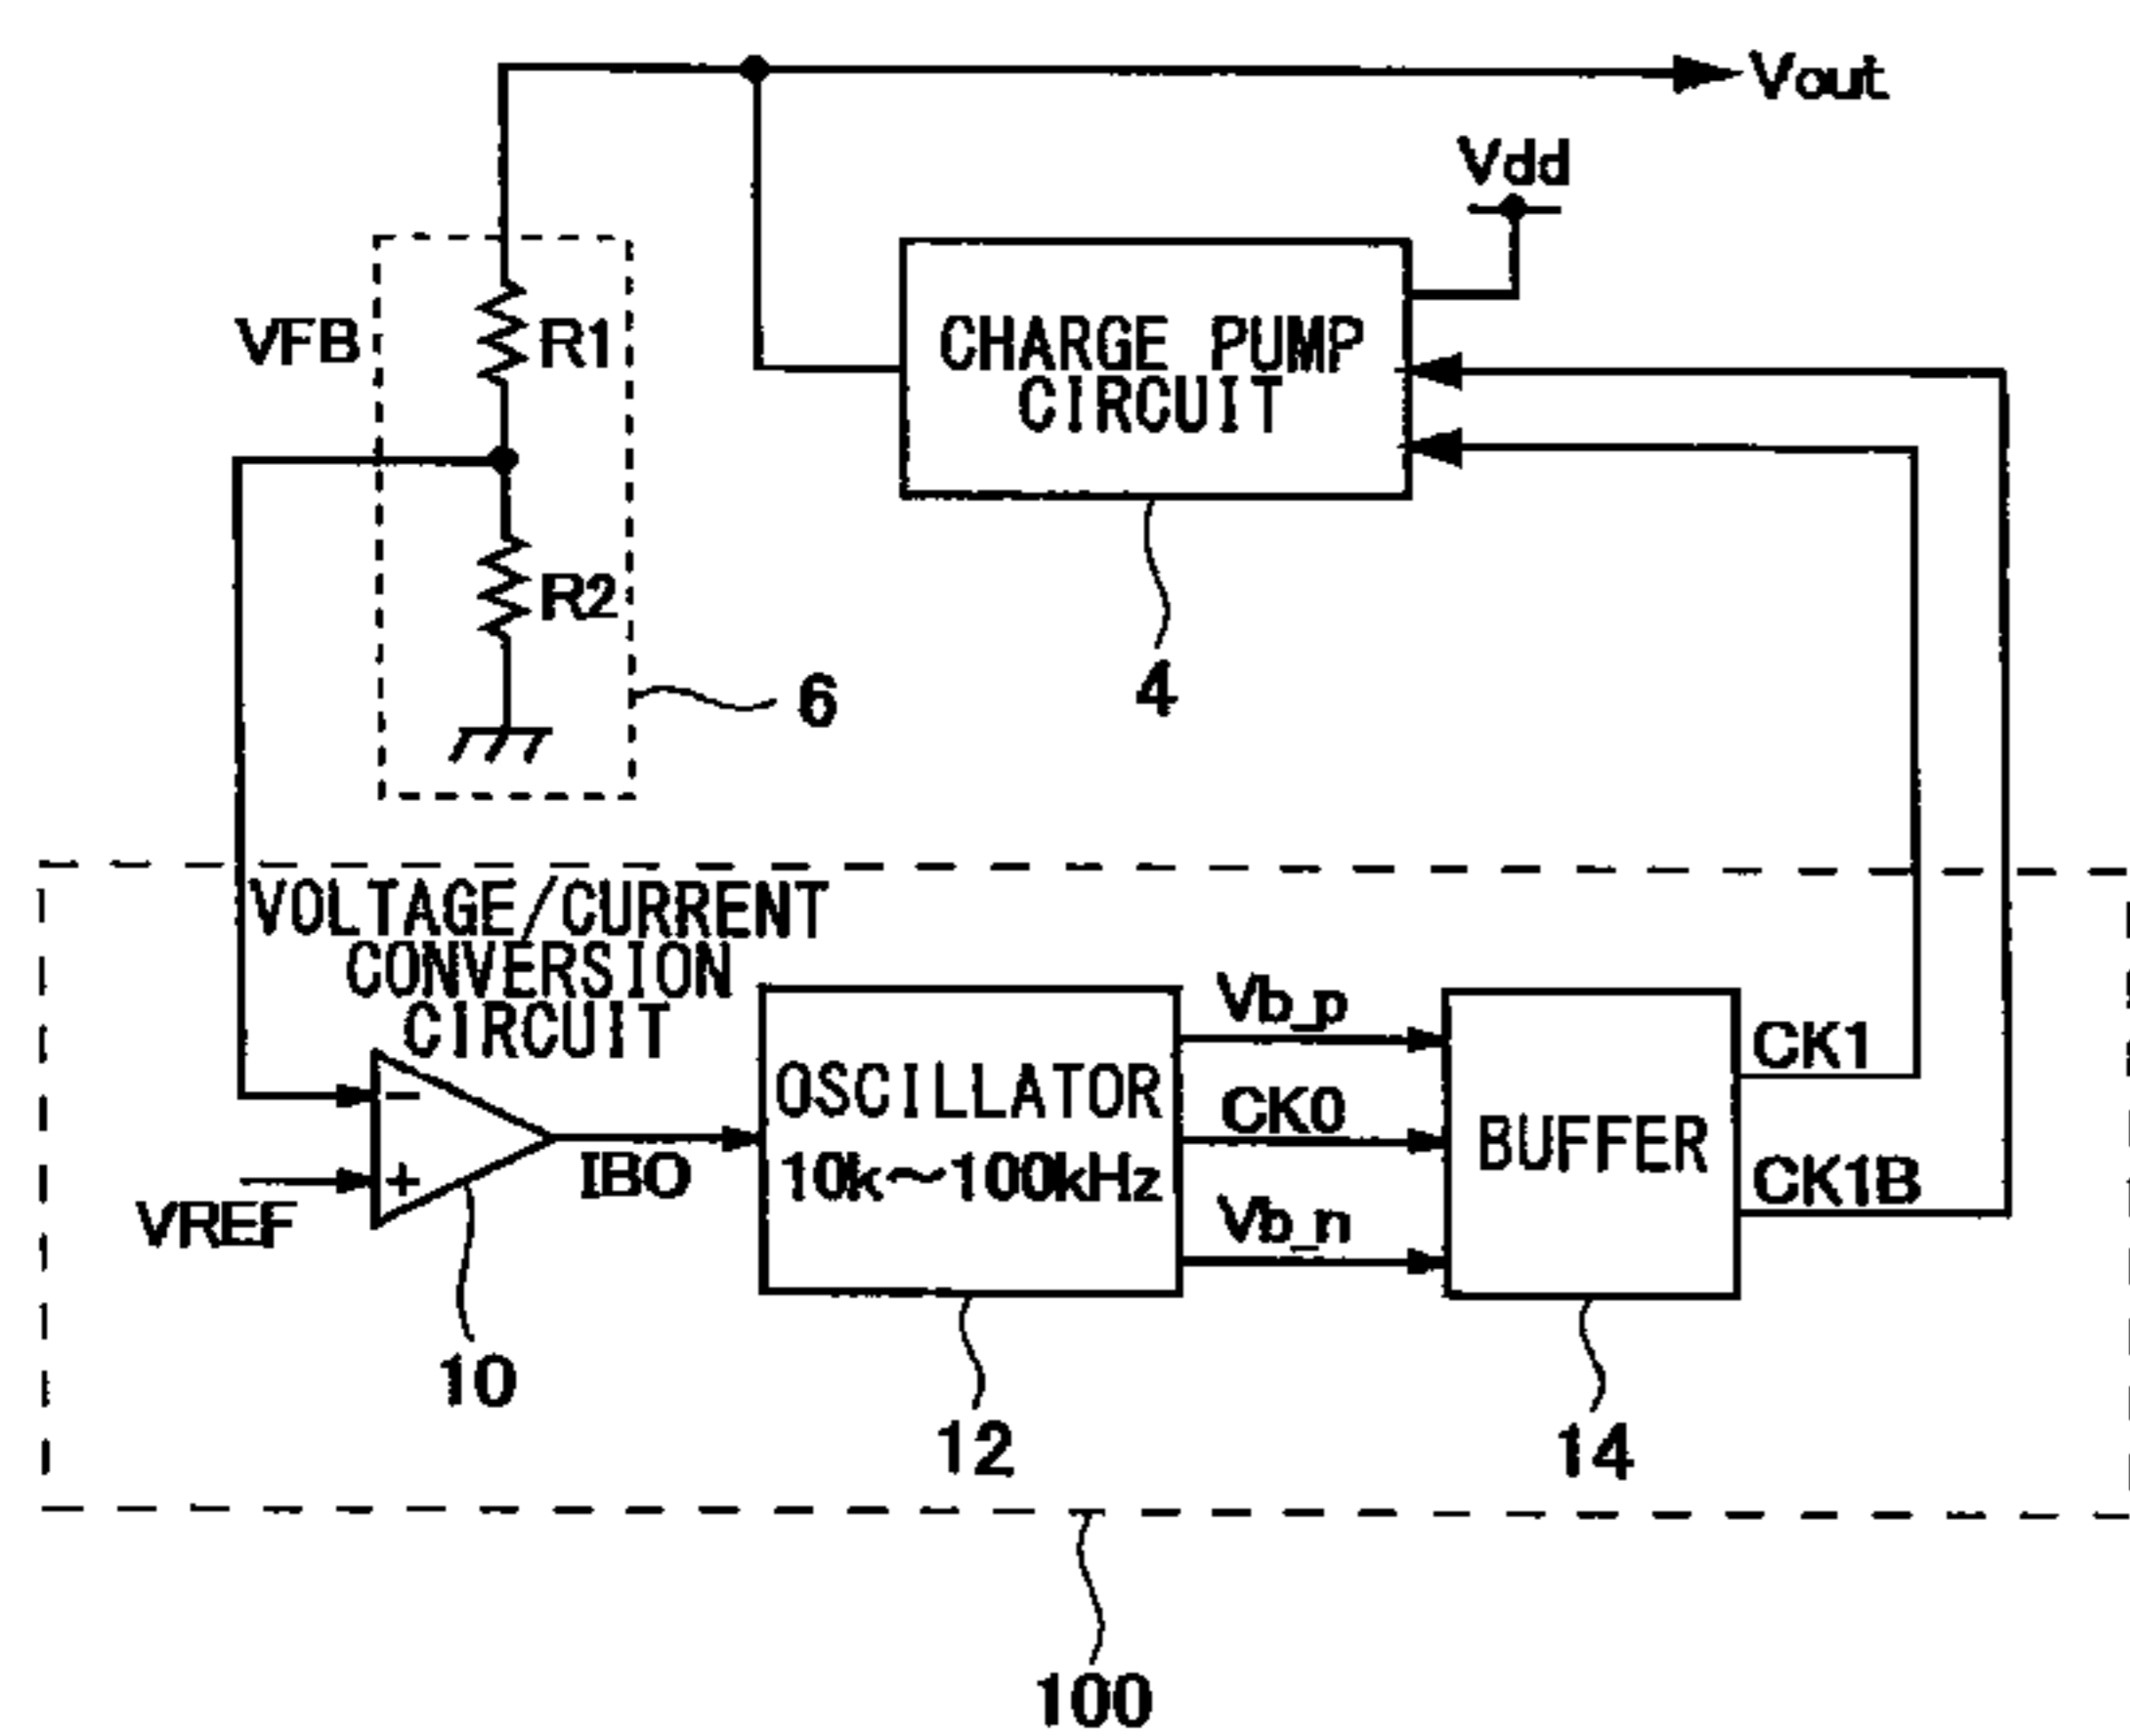 Vout
Vdd
VFB
R1
CHARGE PUMP
CIRCUIT
R2
6
4
VOLTAGE/CURRENT
CONVERSION
CIRCUIT
Vb_p
CK1
OSCILLATOR
CK0
BUFFER
10k～100kHz
IBO
CK1B
VREF
Vb_n
-
+
10
12
14
100